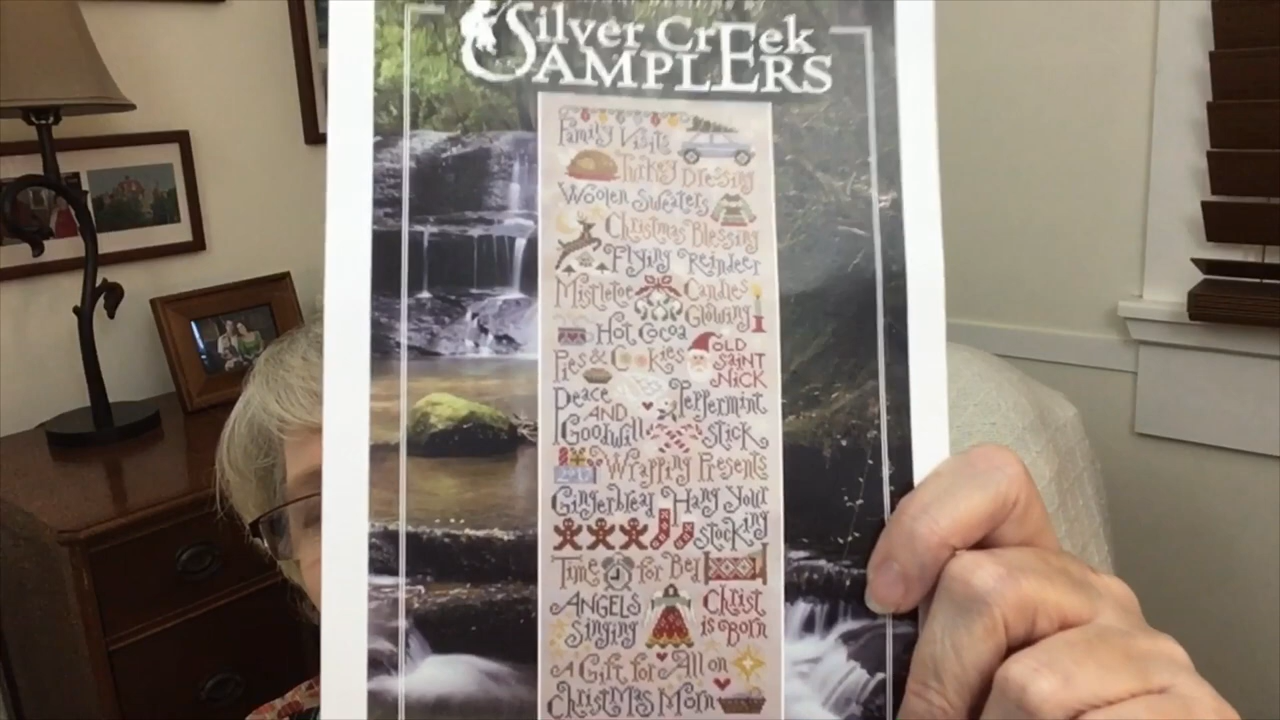 Silver Creek
Samplers
Family Visits
Turkey Dressing
Woolen Sweaters
Christmas Blessing
Flying Reindeer
Mistletoe Candles
Glowing
Hot Cocoa
Pies & Cookies
OLD
SAINT
NICK
Peace
AND
Goodwill
Peppermint
Stick
Wrapping Presents
Gingerbread Hang Your
Stocking
Time for Bed
ANGELS
Singing
Christ
is Born
A Gift for All on
Christmas Morn